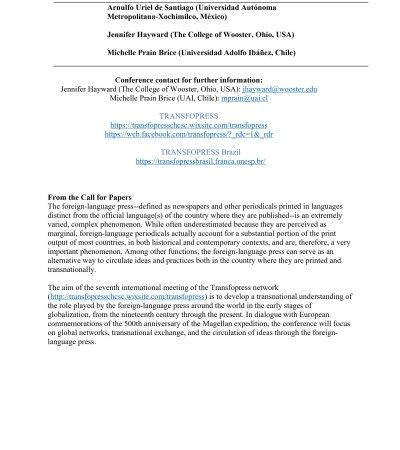 Arnulfo Uriel de Santiago (Universidad Autónoma
Metropolitana-Xochimilco, México)
Jennifer Hayward (The College of Wooster, Ohio, USA)
Michelle Prain Brice (Universidad Adolfo Ibáñez, Chile)
Conference contact for further information:
Jennifer Hayward (The College of Wooster, Ohio, USA): jhayward@wooster.edu
Michelle Prain Brice (UAI, Chile): mprain@uai.cl
TRANSFOPRESS
https://transfopresschcsc.wixsite.com/transfopress
https://web.facebook.com/transfopress/?_rdc=1&_rdr
TRANSFOPRESS Brazil
https://transfopressbrasil.franca.unesp.br/
From the Call for Papers
The foreign-language press--defined as newspapers and other periodicals printed in languages
distinct from the official language(s) of the country where they are published--is an extremely
varied, complex phenomenon. While often underestimated because they are perceived as
marginal, foreign-language periodicals actually account for a substantial portion of the print
output of most countries, in both historical and contemporary contexts, and are, therefore, a very
important phenomenon. Among other functions, the foreign-language press can serve as an
alternative way to circulate ideas and practices both in the country where they are printed and
transnationally.
The aim of the seventh international meeting of the Transfopress network
(http://transfopresschcsc.wixsite.com/transfopress) is to develop a transnational understanding of
the role played by the foreign-language press around the world in the early stages of
globalization, from the nineteenth century through the present. In dialogue with European
commemorations of the 500th anniversary of the Magellan expedition, the conference will focus
on global networks, transnational exchange, and the circulation of ideas through the foreign-
language press.